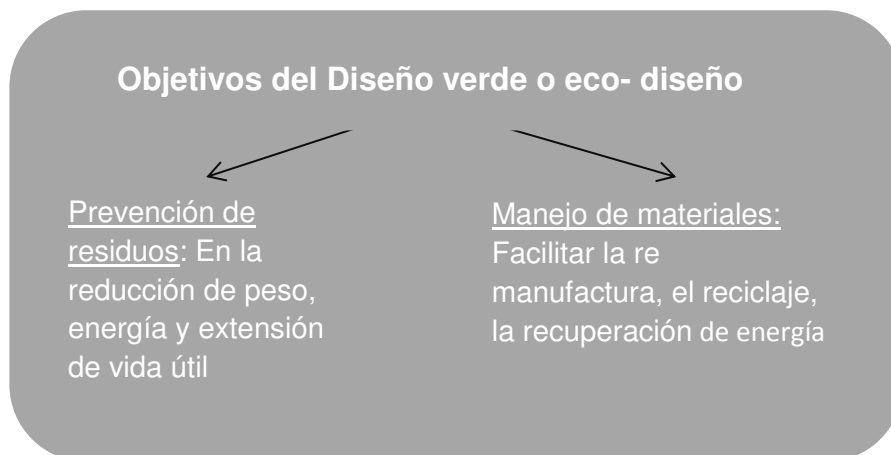 Objetivos del Diseño verde o eco- diseño
Prevención de
residuos: En la
reducción de peso,
energía y extensión
de vida útil
Manejo de materiales:
Facilitar la re
manufactura, el reciclaje,
la recuperación de energía